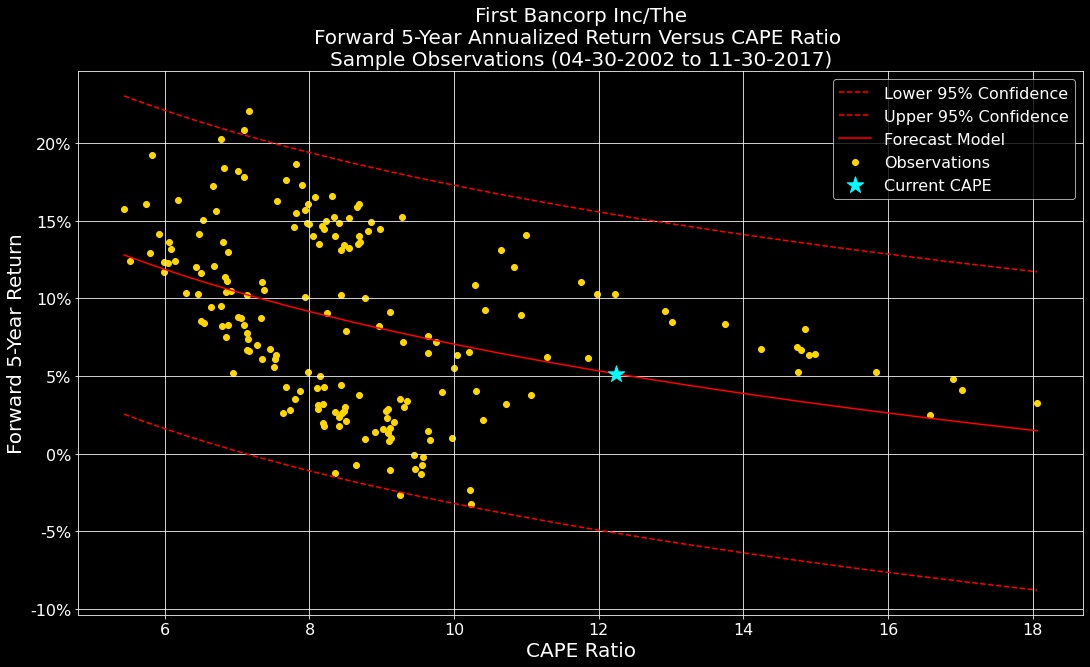 First Bancorp Inc/The
Forward 5-Year Annualized Return Versus CAPE Ratio
Sample Observations (04-30-2002 to 11-30-2017)
Lower 95% Confidence
Upper 95% Confidence
Forecast Model
Observations
Current CAPE
Forward 5-Year Return
20%
15%
10%
5%
0%
-5%
-10%
6 8 10 12 14 16 18
CAPE Ratio